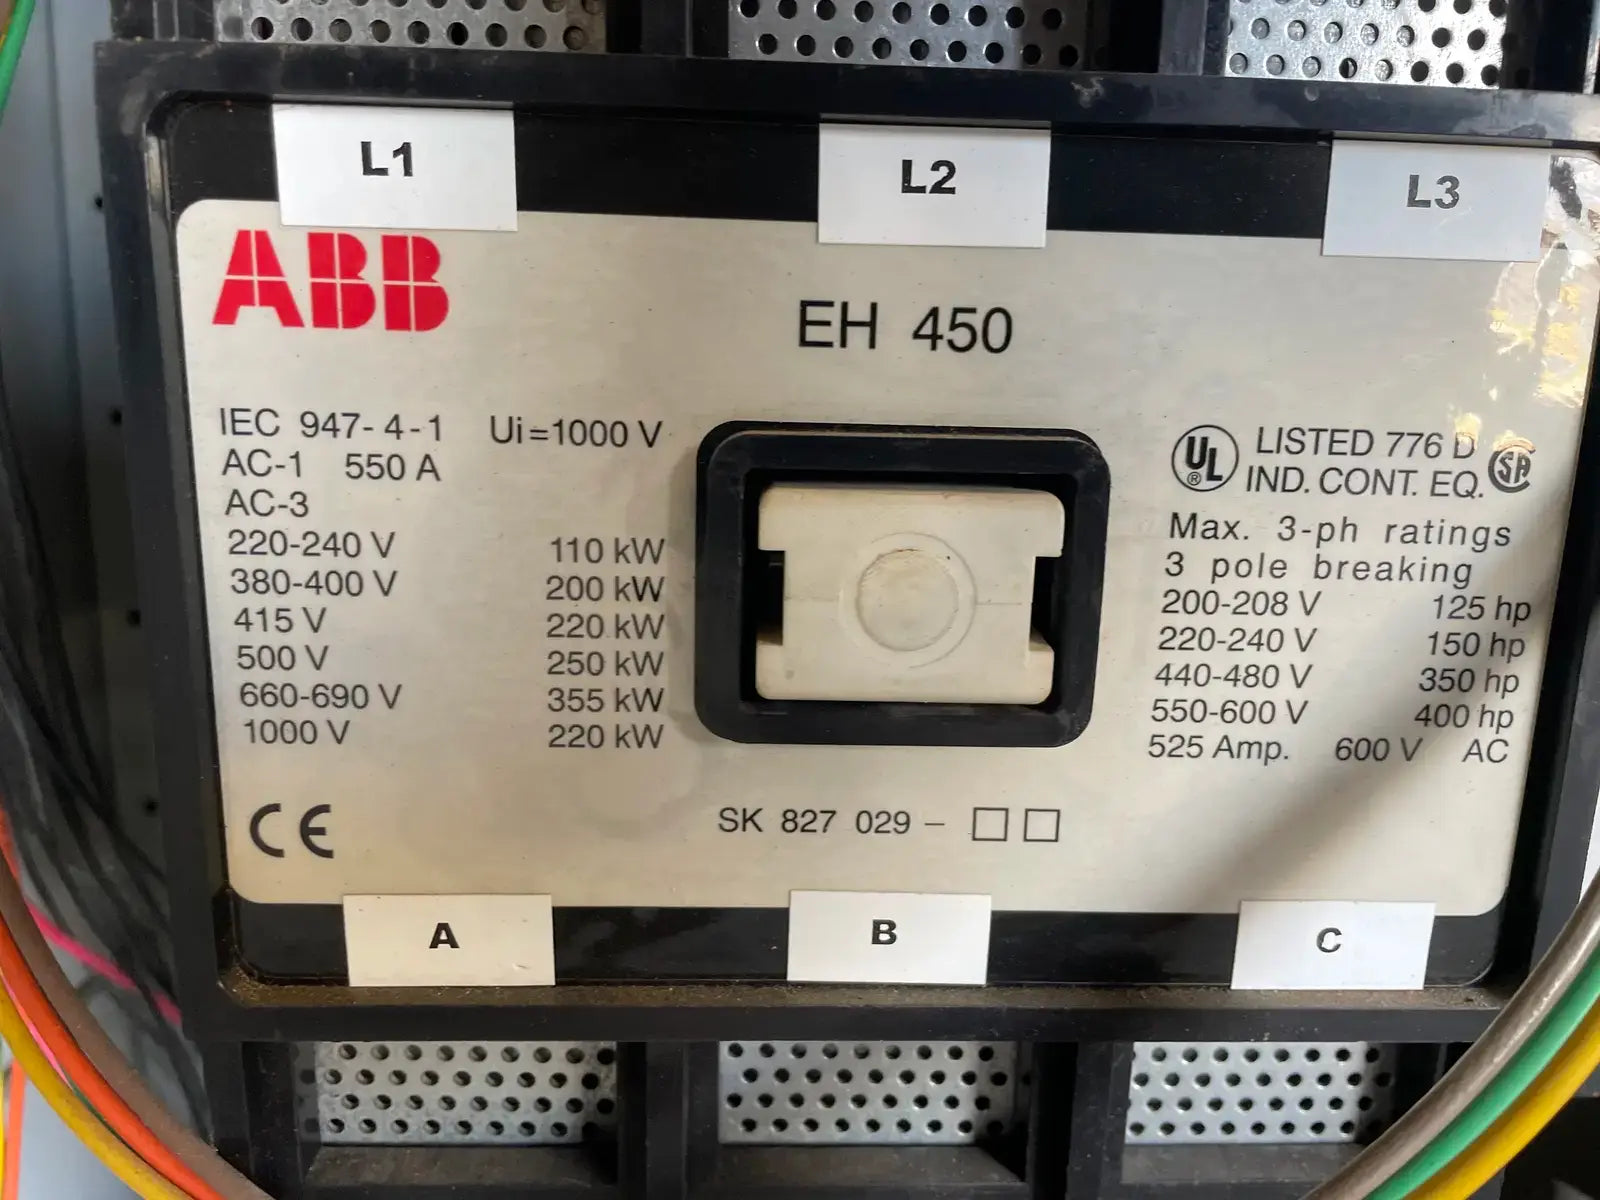 L1 L2 L3
ABB
EH 450
IEC 947-4-1 Ui=1000 V
AC-1 550 A
AC-3
220-240 V 110 kW
380-400 V 200 kW
415 V 220 kW
500 V 250 kW
660-690 V 355 kW
1000 V 220 kW
CE
UL ® LISTED 776 D
IND. CONT. EQ. SA
Max. 3-ph ratings
3 pole breaking
200-208 V 125 hp
220-240 V 150 hp
440-480 V 350 hp
550-600 V 400 hp
525 Amp. 600 V AC
SK 827 029 – □ □
A B C